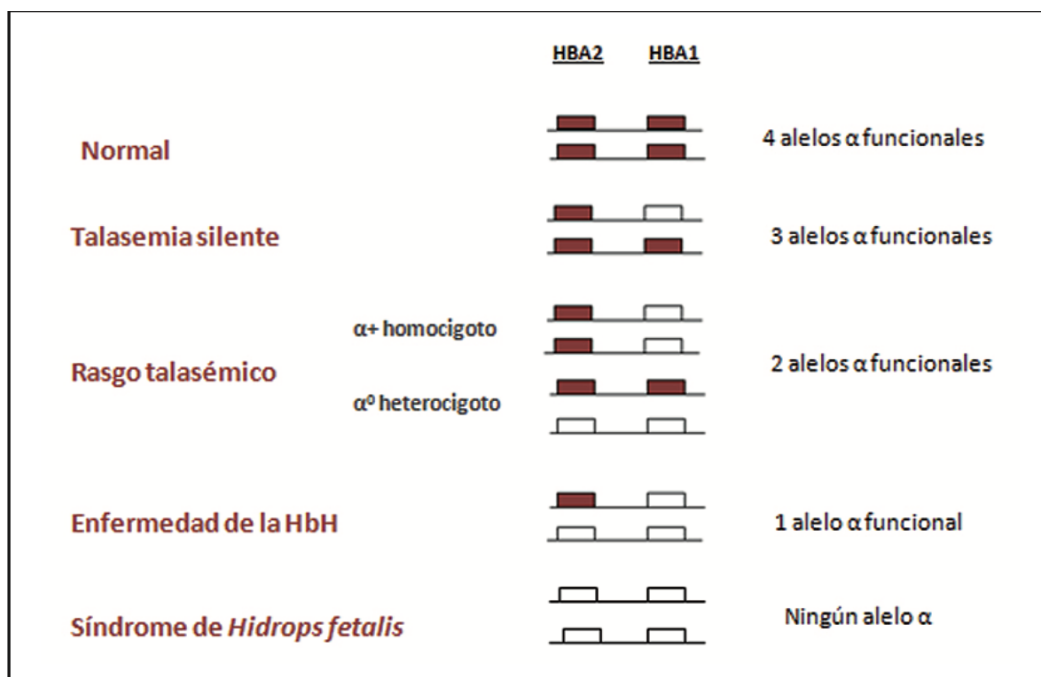 HBA2 HBA1
Normal 4 alelos α funcionales
Talasemia silente 3 alelos α funcionales
α+ homocigoto
Rasgo talasémico 2 alelos α funcionales
α⁰ heterocigoto
Enfermedad de la HbH 1 alelo α funcional
Síndrome de Hidrops fetalis Ningún alelo α